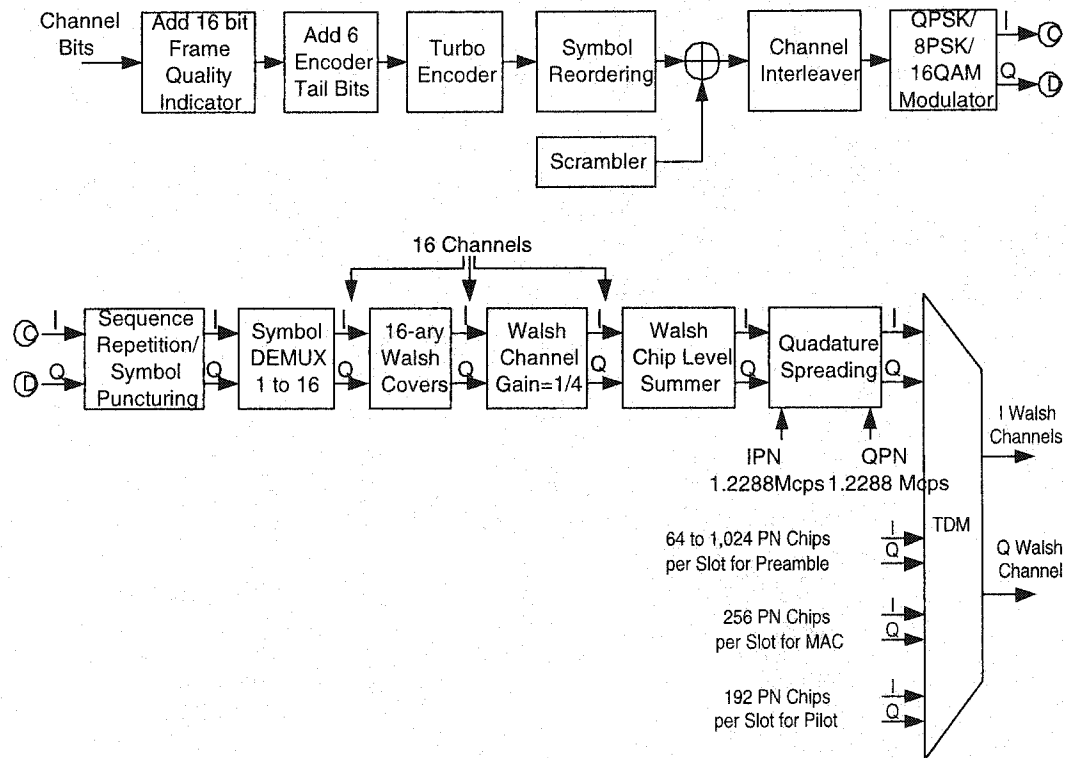 Channel
Bits
Add 16 bit
Frame
Quality
Indicator
Add 6
Encoder
Tail Bits
Turbo
Encoder
Symbol
Reordering
Scrambler
Channel
Interleaver
QPSK/
8PSK/
16QAM
Modulator
I
C
Q
D
16 Channels
C
I
D
Q
Sequence
Repetition/
Symbol
Puncturing
I
Q
Symbol
DEMUX
1 to 16
I
Q
16-ary
Walsh
Covers
I
Q
Walsh
Channel
Gain=1/4
I
Q
Walsh
Chip Level
Summer
I
Q
Quadature
Spreading
I
Q
IPN
1.2288Mcps
QPN
1.2288 Mcps
TDM
I Walsh
Channels
Q Walsh
Channel
64 to 1,024 PN Chips
per Slot for Preamble
I
Q
256 PN Chips
per Slot for MAC
I
Q
192 PN Chips
per Slot for Pilot
I
Q